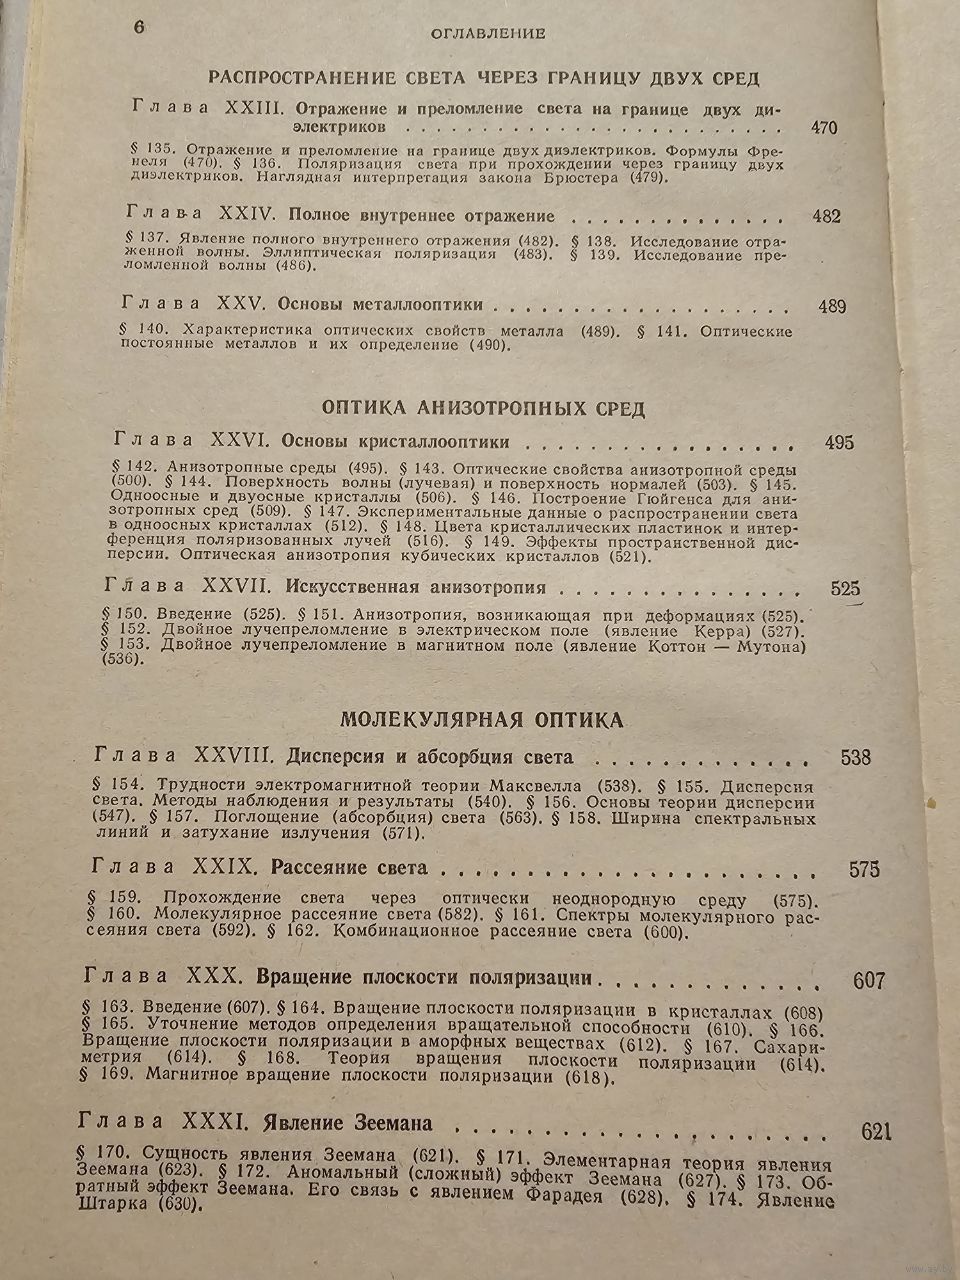 6
ОГЛАВЛЕНИЕ
РАСПРОСТРАНЕНИЕ СВЕТА ЧЕРЕЗ ГРАНИЦУ ДВУХ СРЕД
Глава XXIII. Отражение и преломление света на границе двух ди-
электриков . . . . . . . . . . . . . . . . . . . . . . . . . 470
§ 135. Отражение и преломление на границе двух диэлектриков. Формулы Фре-
неля (470). § 136. Поляризация света при прохождении через границу двух
диэлектриков. Наглядная интерпретация закона Брюстера (479).
Глава XXIV. Полное внутреннее отражение . . . . . . . . . . . . . . 482
§ 137. Явление полного внутреннего отражения (482). § 138. Исследование отра-
женной волны. Эллиптическая поляризация (483). § 139. Исследование пре-
ломленной волны (486).
Глава XXV. Основы металлооптики . . . . . . . . . . . . . . . . . . . 489
§ 140. Характеристика оптических свойств металла (489). § 141. Оптические
постоянные металлов и их определение (490).
ОПТИКА АНИЗОТРОПНЫХ СРЕД
Глава XXVI. Основы кристаллооптики . . . . . . . . . . . . . . . . . 495
§ 142. Анизотропные среды (495). § 143. Оптические свойства анизотропной среды
(500). § 144. Поверхность волны (лучевая) и поверхность нормалей (503). § 145.
Одноосные и двуосные кристаллы (506). § 146. Построение Гюйгенса для ани-
зотропных сред (509). § 147. Экспериментальные данные о распространении света
в одноосных кристаллах (512). § 148. Цвета кристаллических пластинок и интер-
ференция поляризованных лучей (516). § 149. Эффекты пространственной дис-
персии. Оптическая анизотропия кубических кристаллов (521).
Глава XXVII. Искусственная анизотропия . . . . . . . . . . . . . . . 525
§ 150. Введение (525). § 151. Анизотропия, возникающая при деформациях (525).
§ 152. Двойное лучепреломление в электрическом поле (явление Керра) (527).
§ 153. Двойное лучепреломление в магнитном поле (явление Коттон — Мутона)
(536).
МОЛЕКУЛЯРНАЯ ОПТИКА
Глава XXVIII. Дисперсия и абсорбция света . . . . . . . . . . . . . 538
§ 154. Трудности электромагнитной теории Максвелла (538). § 155. Дисперсия
света. Методы наблюдения и результаты (540). § 156. Основы теории дисперсии
(547). § 157. Поглощение (абсорбция) света (563). § 158. Ширина спектральных
линий и затухание излучения (571).
Глава XXIX. Рассеяние света . . . . . . . . . . . . . . . . . . . . . . 575
§ 159. Прохождение света через оптически неоднородную среду (575).
§ 160. Молекулярное рассеяние света (582). § 161. Спектры молекулярного рас-
сеяния света (592). § 162. Комбинационное рассеяние света (600).
Глава XXX. Вращение плоскости поляризации . . . . . . . . . . . . . 607
§ 163. Введение (607). § 164. Вращение плоскости поляризации в кристаллах (608)
§ 165. Уточнение методов определения вращательной способности (610). § 166.
Вращение плоскости поляризации в аморфных веществах (612). § 167. Сахари-
метрия (614). § 168. Теория вращения плоскости поляризации (614).
§ 169. Магнитное вращение плоскости поляризации (618).
Глава XXXI. Явление Зеемана . . . . . . . . . . . . . . . . . . . . . 621
§ 170. Сущность явления Зеемана (621). § 171. Элементарная теория явления
Зеемана (623). § 172. Аномальный (сложный) эффект Зеемана (627). § 173. Об-
ратный эффект Зеемана. Его связь с явлением Фарадея (628). § 174. Явление
Штарка (630).
www.ay.by